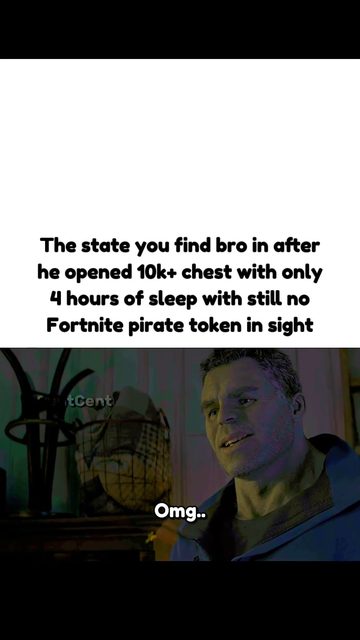 The state you find bro in after
he opened 10k+ chest with only
4 hours of sleep with still no
Fortnite pirate token in sight
Omg..